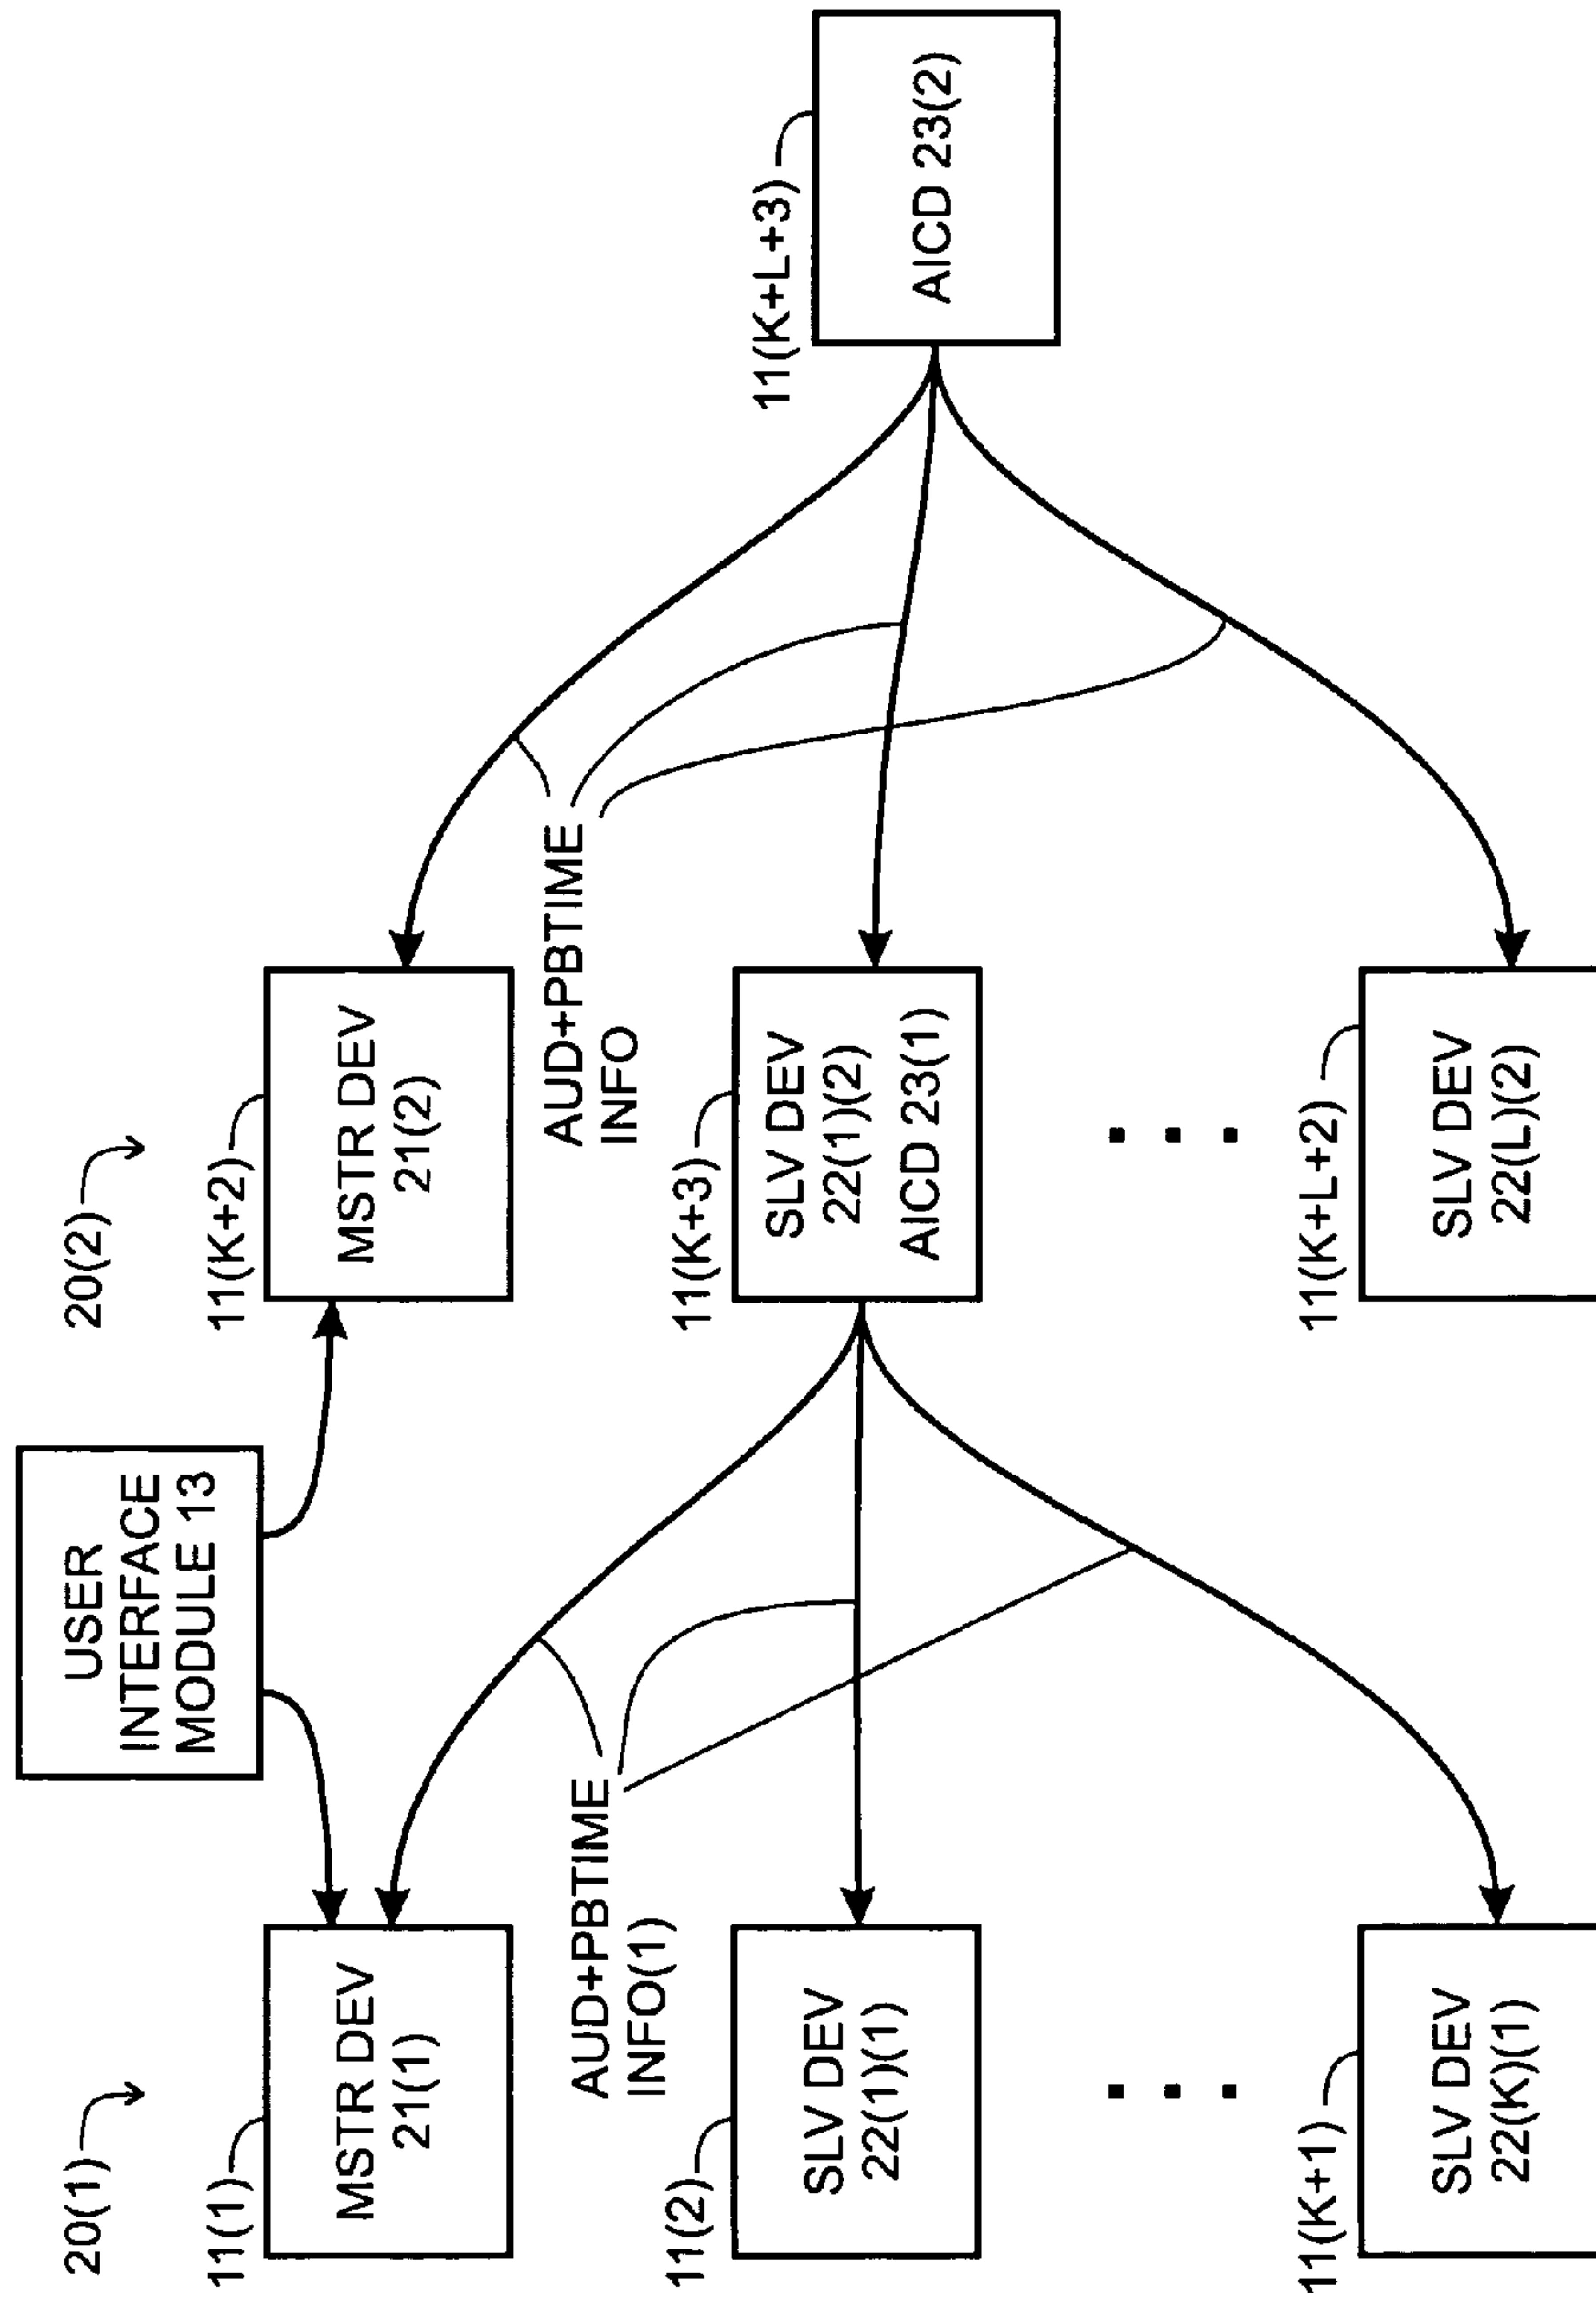 USER
INTERFACE
MODULE 13
20(1)
11(1)
MSTR DEV
21(1)
AUD+PBTIME
INFO(1)
11(2)
SLV DEV
22(1)(1)
11(K+1)
SLV DEV
22(K)(1)
20(2)
11(K+2)
MSTR DEV
21(2)
AUD+PBTIME
INFO
11(K+3)
SLV DEV
22(1)(2)
AICD 23(1)
11(K+L+2)
SLV DEV
22(L)(2)
11(K+L+3)
AICD 23(2)